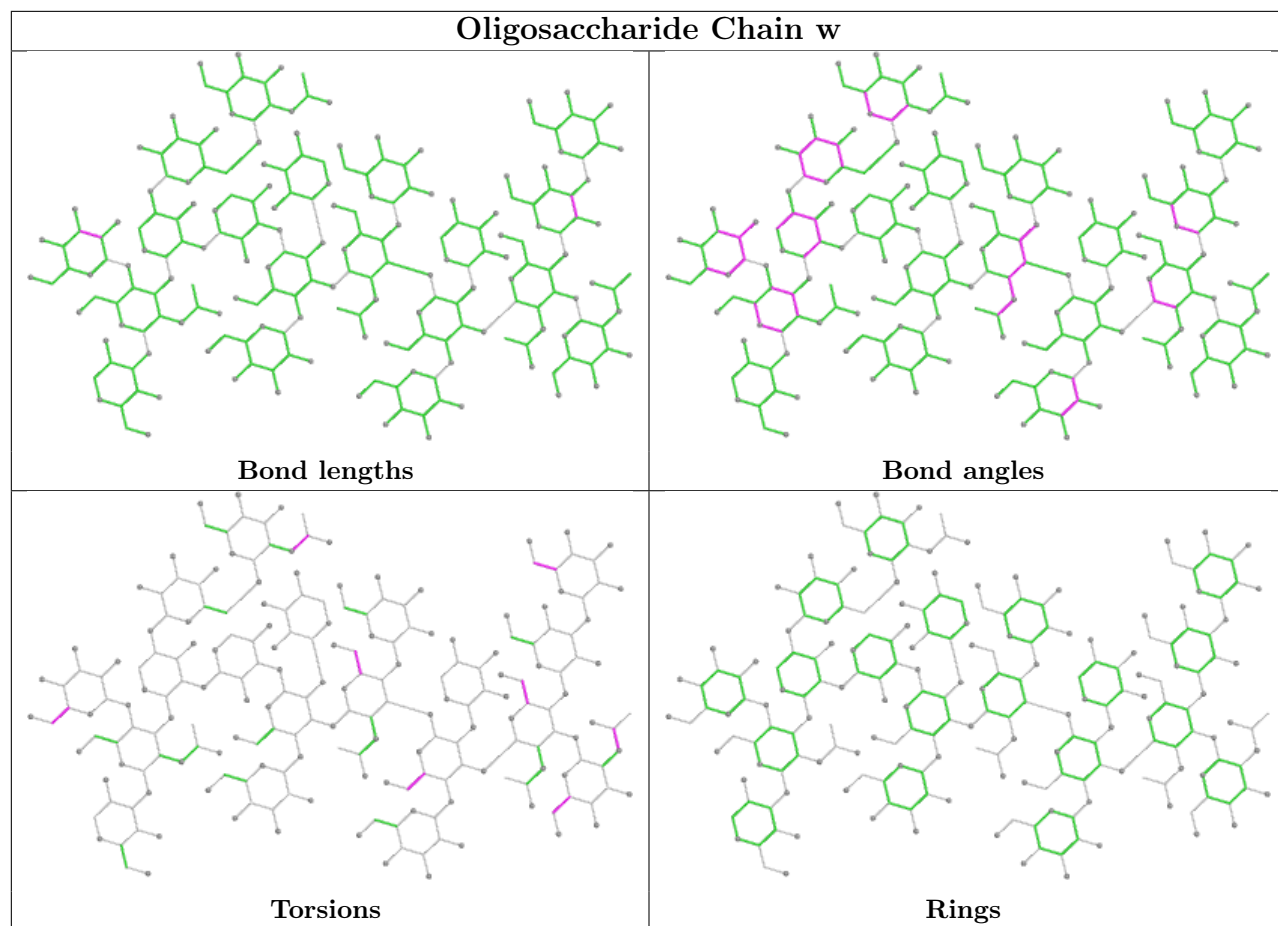 Oligosaccharide Chain w
Bond lengths
Bond angles
Torsions
Rings